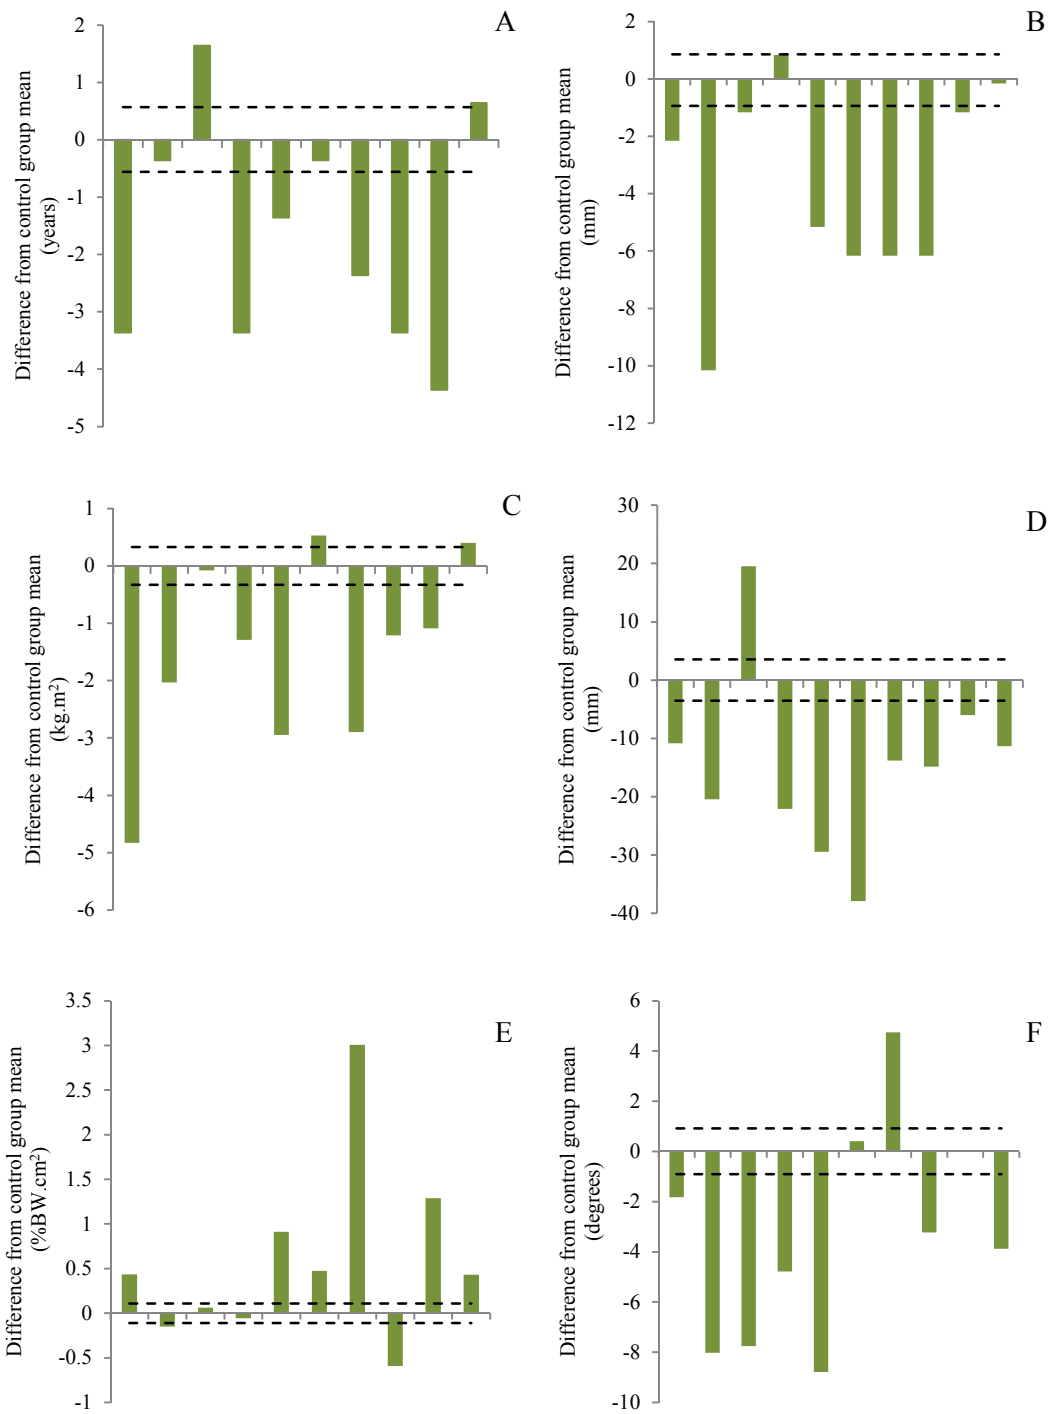 A
Difference from control group mean
(years)
2
1
0
-1
-2
-3
-4
-5
B
Difference from control group mean
(mm)
2
0
-2
-4
-6
-8
-10
-12
C
Difference from control group mean
(kg.m²)
1
0
-1
-2
-3
-4
-5
-6
D
Difference from control group mean
(mm)
30
20
10
0
-10
-20
-30
-40
E
Difference from control group mean
(%BW.cm²)
3.5
3
2.5
2
1.5
1
0.5
0
-0.5
-1
F
Difference from control group mean
(degrees)
6
4
2
0
-2
-4
-6
-8
-10